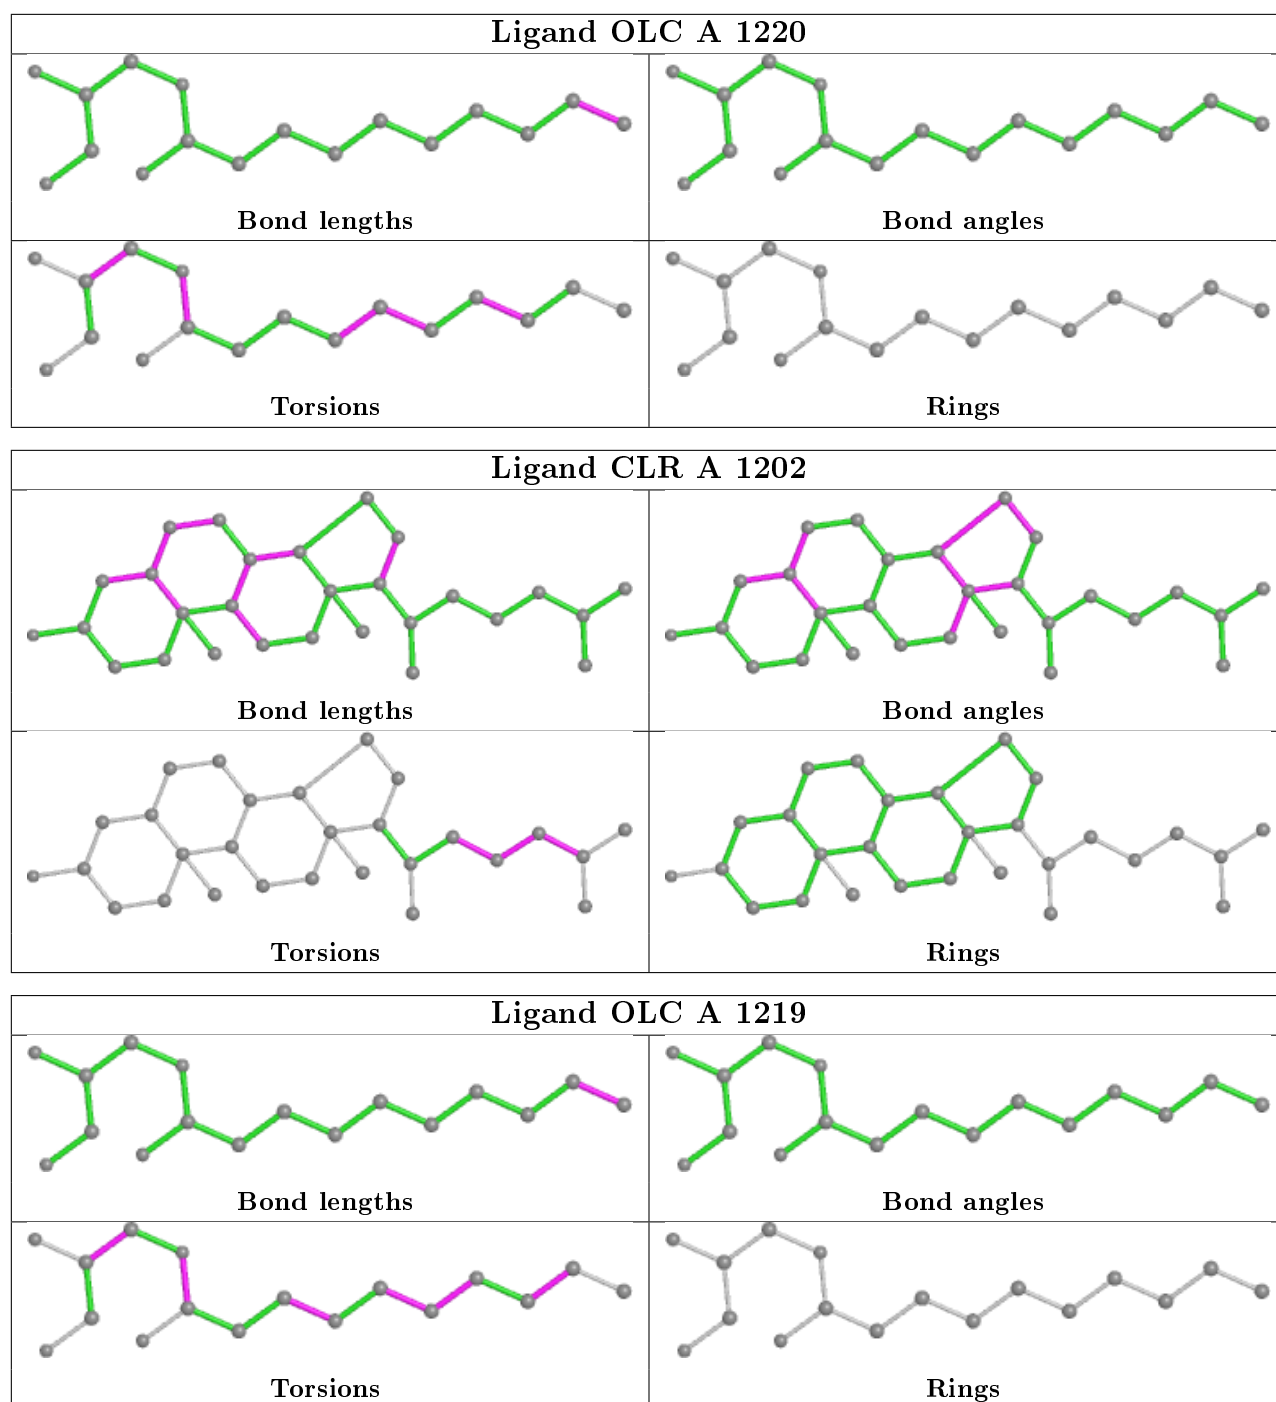 Ligand OLC A 1220
Bond lengths
Bond angles
Torsions
Rings
Ligand CLR A 1202
Bond lengths
Bond angles
Torsions
Rings
Ligand OLC A 1219
Bond lengths
Bond angles
Torsions
Rings